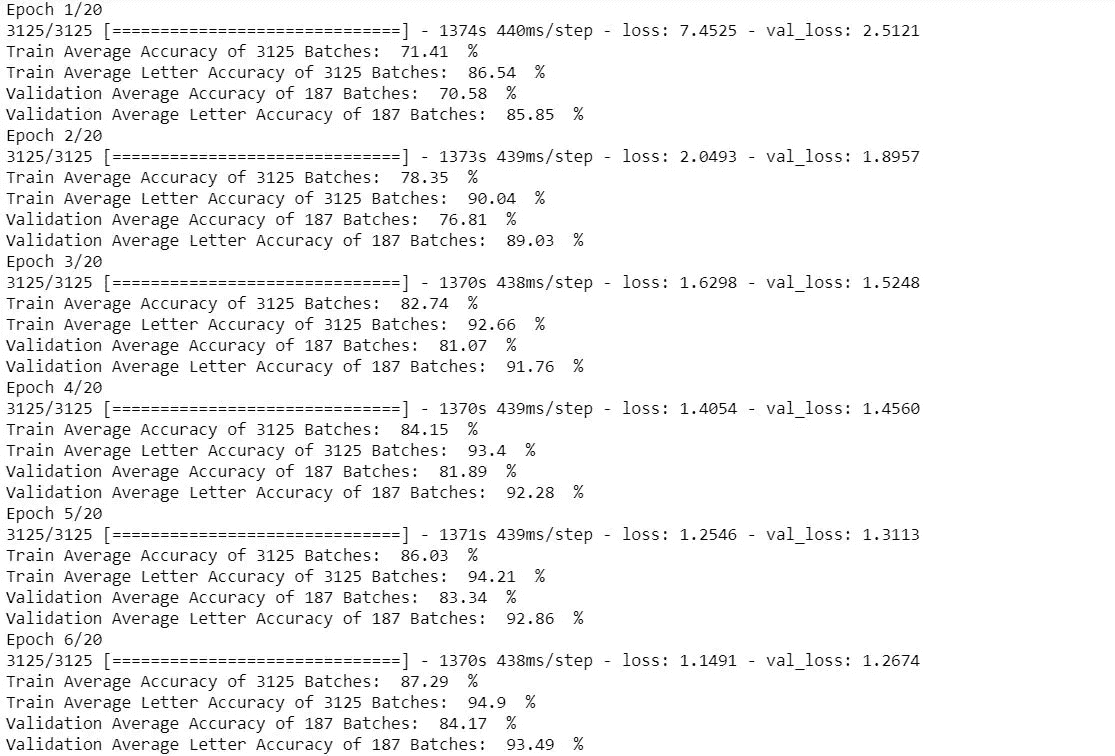 Epoch 1/20
3125/3125 [==============================] - 1374s 440ms/step - loss: 7.4525 - val_loss: 2.5121
Train Average Accuracy of 3125 Batches:  71.41  %
Train Average Letter Accuracy of 3125 Batches:  86.54  %
Validation Average Accuracy of 187 Batches:  70.58  %
Validation Average Letter Accuracy of 187 Batches:  85.85  %
Epoch 2/20
3125/3125 [==============================] - 1373s 439ms/step - loss: 2.0493 - val_loss: 1.8957
Train Average Accuracy of 3125 Batches:  78.35  %
Train Average Letter Accuracy of 3125 Batches:  90.04  %
Validation Average Accuracy of 187 Batches:  76.81  %
Validation Average Letter Accuracy of 187 Batches:  89.03  %
Epoch 3/20
3125/3125 [==============================] - 1370s 438ms/step - loss: 1.6298 - val_loss: 1.5248
Train Average Accuracy of 3125 Batches:  82.74  %
Train Average Letter Accuracy of 3125 Batches:  92.66  %
Validation Average Accuracy of 187 Batches:  81.07  %
Validation Average Letter Accuracy of 187 Batches:  91.76  %
Epoch 4/20
3125/3125 [==============================] - 1370s 439ms/step - loss: 1.4054 - val_loss: 1.4560
Train Average Accuracy of 3125 Batches:  84.15  %
Train Average Letter Accuracy of 3125 Batches:  93.4  %
Validation Average Accuracy of 187 Batches:  81.89  %
Validation Average Letter Accuracy of 187 Batches:  92.28  %
Epoch 5/20
3125/3125 [==============================] - 1371s 439ms/step - loss: 1.2546 - val_loss: 1.3113
Train Average Accuracy of 3125 Batches:  86.03  %
Train Average Letter Accuracy of 3125 Batches:  94.21  %
Validation Average Accuracy of 187 Batches:  83.34  %
Validation Average Letter Accuracy of 187 Batches:  92.86  %
Epoch 6/20
3125/3125 [==============================] - 1370s 438ms/step - loss: 1.1491 - val_loss: 1.2674
Train Average Accuracy of 3125 Batches:  87.29  %
Train Average Letter Accuracy of 3125 Batches:  94.9  %
Validation Average Accuracy of 187 Batches:  84.17  %
Validation Average Letter Accuracy of 187 Batches:  93.49  %